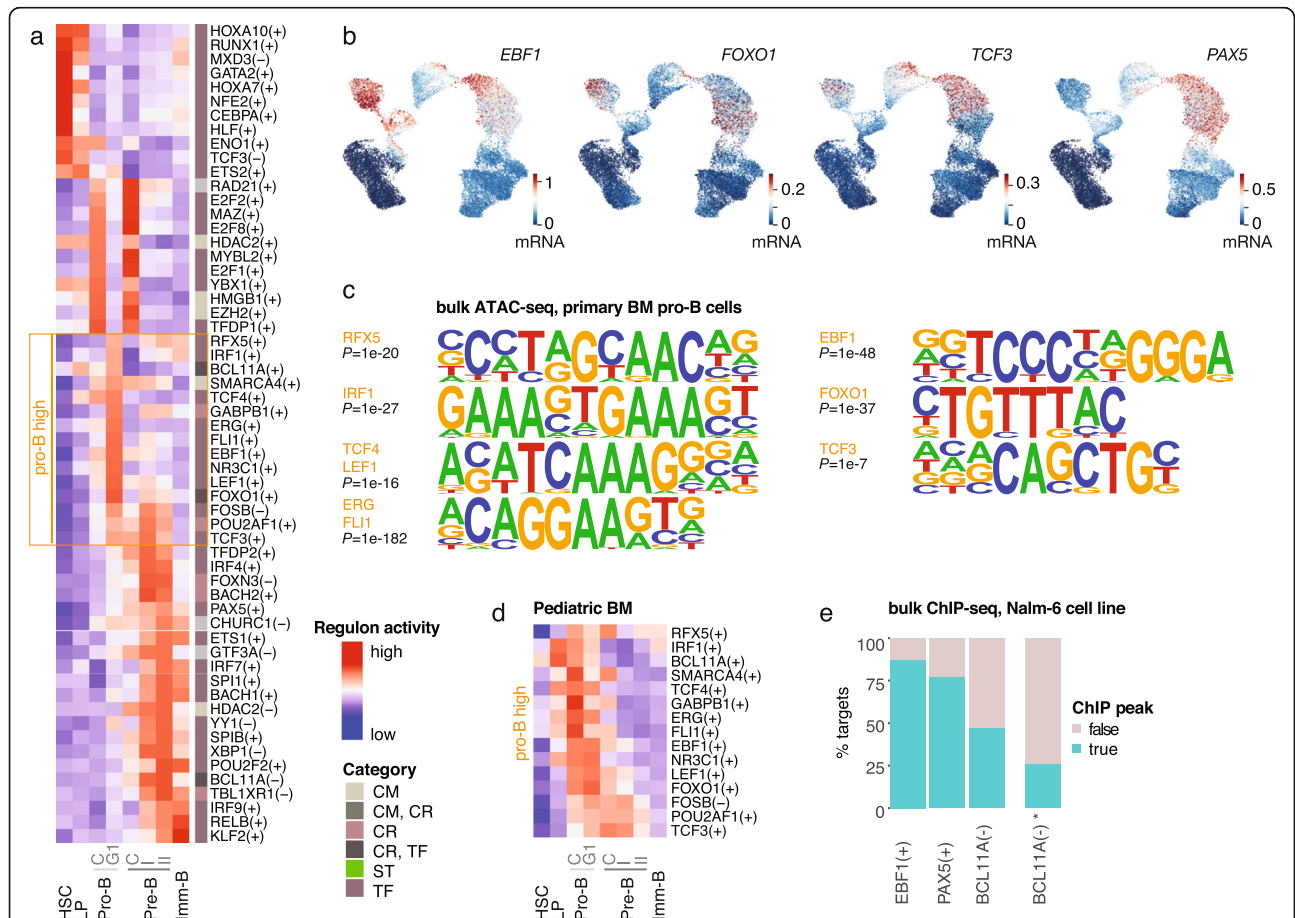 a
HOXA10(+)
RUNX1(+)
MXD3(−)
GATA2(+)
HOXA7(+)
NFE2(+)
CEBPA(+)
HLF(+)
ENO1(+)
TCF3(−)
ETS2(+)
RAD21(+)
E2F2(+)
MAZ(+)
E2F8(+)
HDAC2(+)
MYBL2(+)
E2F1(+)
YBX1(+)
HMGB1(+)
EZH2(+)
TFDP1(+)
RFX5(+)
IRF1(+)
BCL11A(+)
SMARCA4(+)
TCF4(+)
GABPB1(+)
ERG(+)
FLI1(+)
EBF1(+)
NR3C1(+)
LEF1(+)
FOXO1(+)
FOSB(−)
POU2AF1(+)
TCF3(+)
TFDP2(+)
IRF4(+)
FOXN3(−)
BACH2(+)
PAX5(+)
CHURC1(−)
ETS1(+)
GTF3A(−)
IRF7(+)
SPI1(+)
BACH1(+)
HDAC2(−)
YY1(−)
SPIB(+)
XBP1(−)
POU2F2(+)
BCL11A(−)
TBL1XR1(−)
IRF9(+)
RELB(+)
KLF2(+)
pro-B high
C G1 C I II
HSC LP Pro-B Pre-B Imm-B
Regulon activity
high
low
Category
CM
CM, CR
CR
CR, TF
ST
TF
b
EBF1 FOXO1 TCF3 PAX5
1 0.2 0.3 0.5
0 0 0 0
mRNA mRNA mRNA mRNA
c
bulk ATAC-seq, primary BM pro-B cells
RFX5
P=1e-20
IRF1
P=1e-27
TCF4
LEF1
P=1e-16
ERG
FLI1
P=1e-182
EBF1
P=1e-48
FOXO1
P=1e-37
TCF3
P=1e-7
d
Pediatric BM
RFX5(+)
IRF1(+)
BCL11A(+)
SMARCA4(+)
TCF4(+)
GABPB1(+)
ERG(+)
FLI1(+)
EBF1(+)
NR3C1(+)
LEF1(+)
FOXO1(+)
FOSB(−)
POU2AF1(+)
TCF3(+)
pro-B high
C G1 C I II
HSC LP Pro-B Pre-B Imm-B
e
bulk ChIP-seq, Nalm-6 cell line
% targets
100
75
50
25
0
EBF1(+)
PAX5(+)
BCL11A(-)
BCL11A(-) *
ChIP peak
false
true